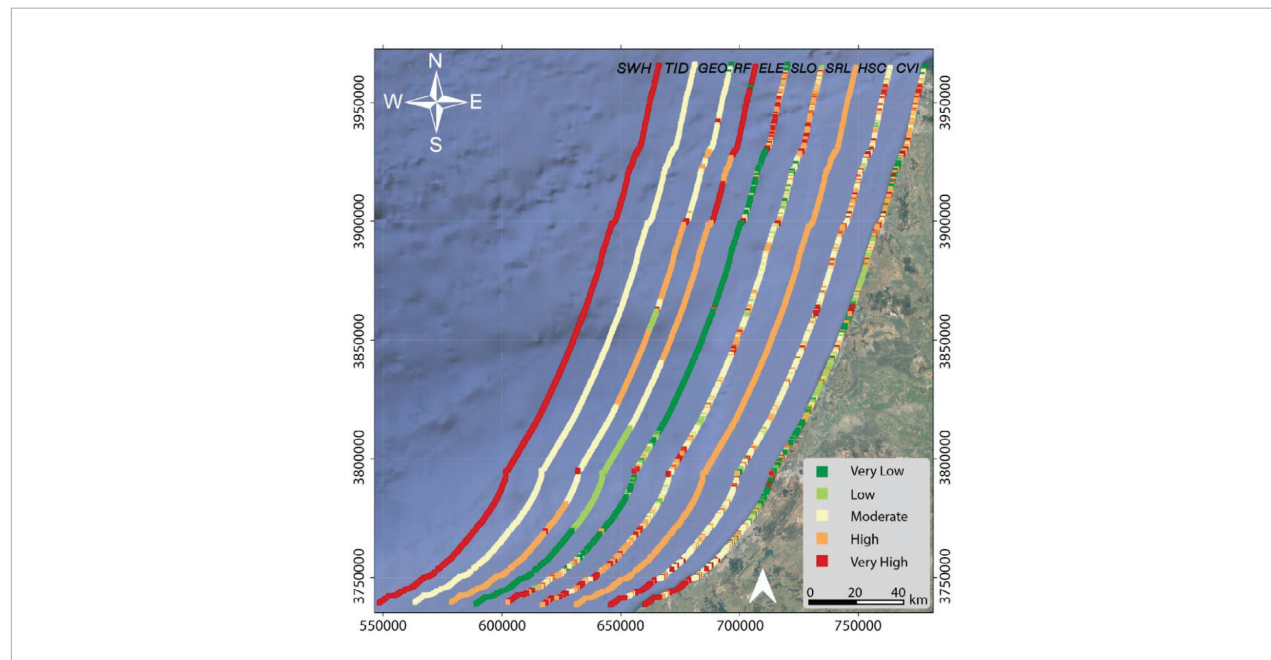 SWH TID GEO RF ELE SLO SRL HSC CVI
N
W E
S
3950000 3950000
3900000 3900000
3850000 3850000
3800000 3800000
3750000 3750000
Very Low
Low
Moderate
High
Very High
0 20 40
km
550000 600000 650000 700000 750000